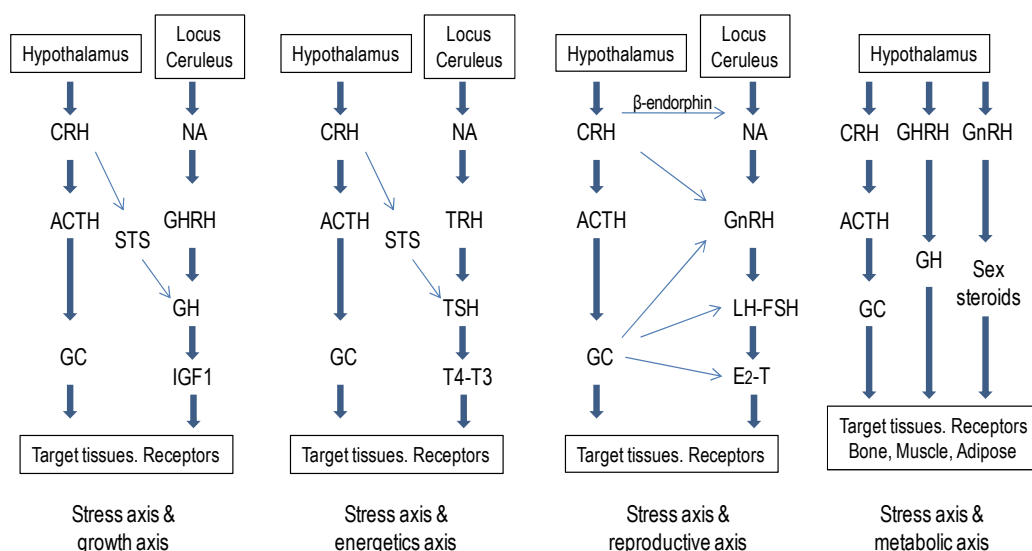 Hypothalamus
Locus
Ceruleus
CRH
NA
ACTH
STS
GHRH
GH
GC
IGF1
Target tissues. Receptors
Stress axis &
growth axis
Hypothalamus
Locus
Ceruleus
CRH
NA
ACTH
STS
TRH
TSH
GC
T4-T3
Target tissues. Receptors
Stress axis &
energetics axis
Hypothalamus
Locus
Ceruleus
β-endorphin
CRH
NA
ACTH
GnRH
LH-FSH
GC
E2-T
Target tissues. Receptors
Stress axis &
reproductive axis
Hypothalamus
CRH
GHRH
GnRH
ACTH
GH
Sex
steroids
GC
Target tissues. Receptors
Bone, Muscle, Adipose
Stress axis &
metabolic axis